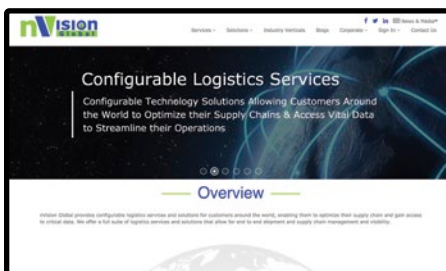 nVision
Global
News & Media
Services Solutions Industry Verticals Blogs Corporate Sign In Contact Us
Configurable Logistics Services
Configurable Technology Solutions Allowing Customers Around
the World to Optimize their Supply Chains & Access Vital Data
to Streamline their Operations
Overview
nVision Global provides configurable logistics services and solutions for customers around the world, enabling them to optimize their supply chain and gain access
to critical data. We offer a full suite of logistics services and solutions that allow for end to end shipment and supply chain management and visibility.